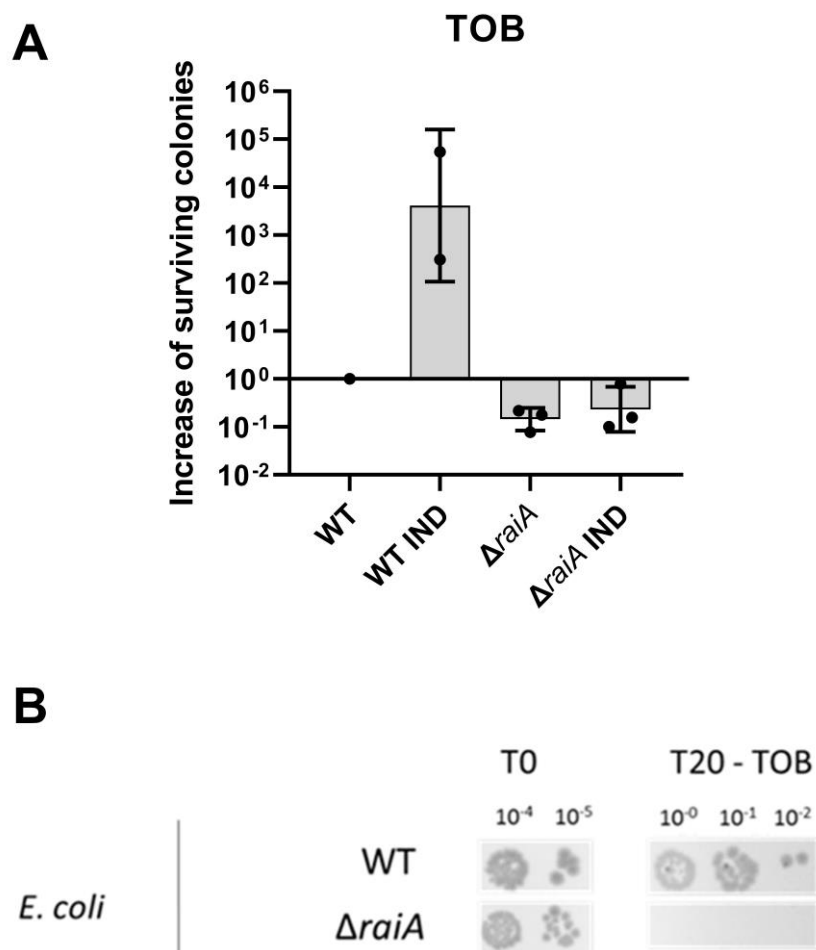 A
TOB
Increase of surviving colonies
10⁶
10⁵
10⁴
10³
10²
10¹
10⁰
10⁻¹
10⁻²
WT
WT IND
ΔraiA
ΔraiA IND
B
T0 T20 - TOB
10⁻⁴ 10⁻⁵ 10⁻⁰ 10⁻¹ 10⁻²
WT
E. coli
ΔraiA